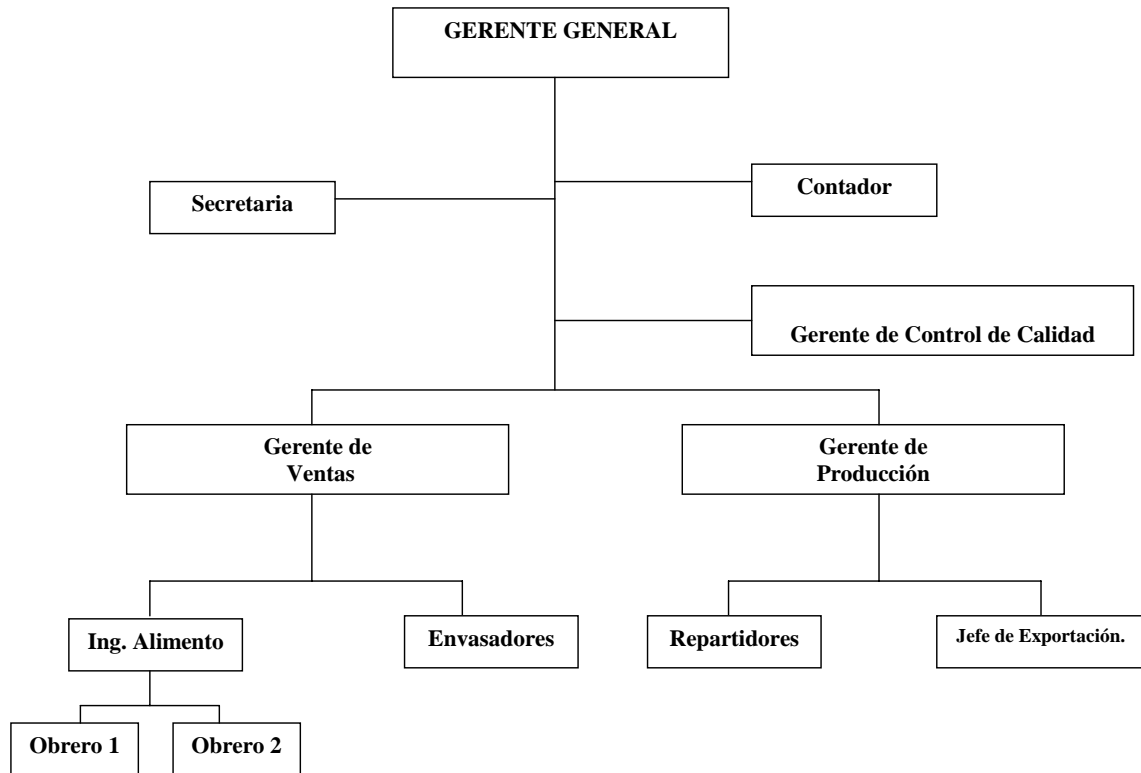 GERENTE GENERAL
Contador
Secretaria
Gerente de Control de Calidad
Gerente de
Ventas
Gerente de
Producción
Ing. Alimento
Envasadores
Repartidores
Jefe de Exportación.
Obrero 1
Obrero 2